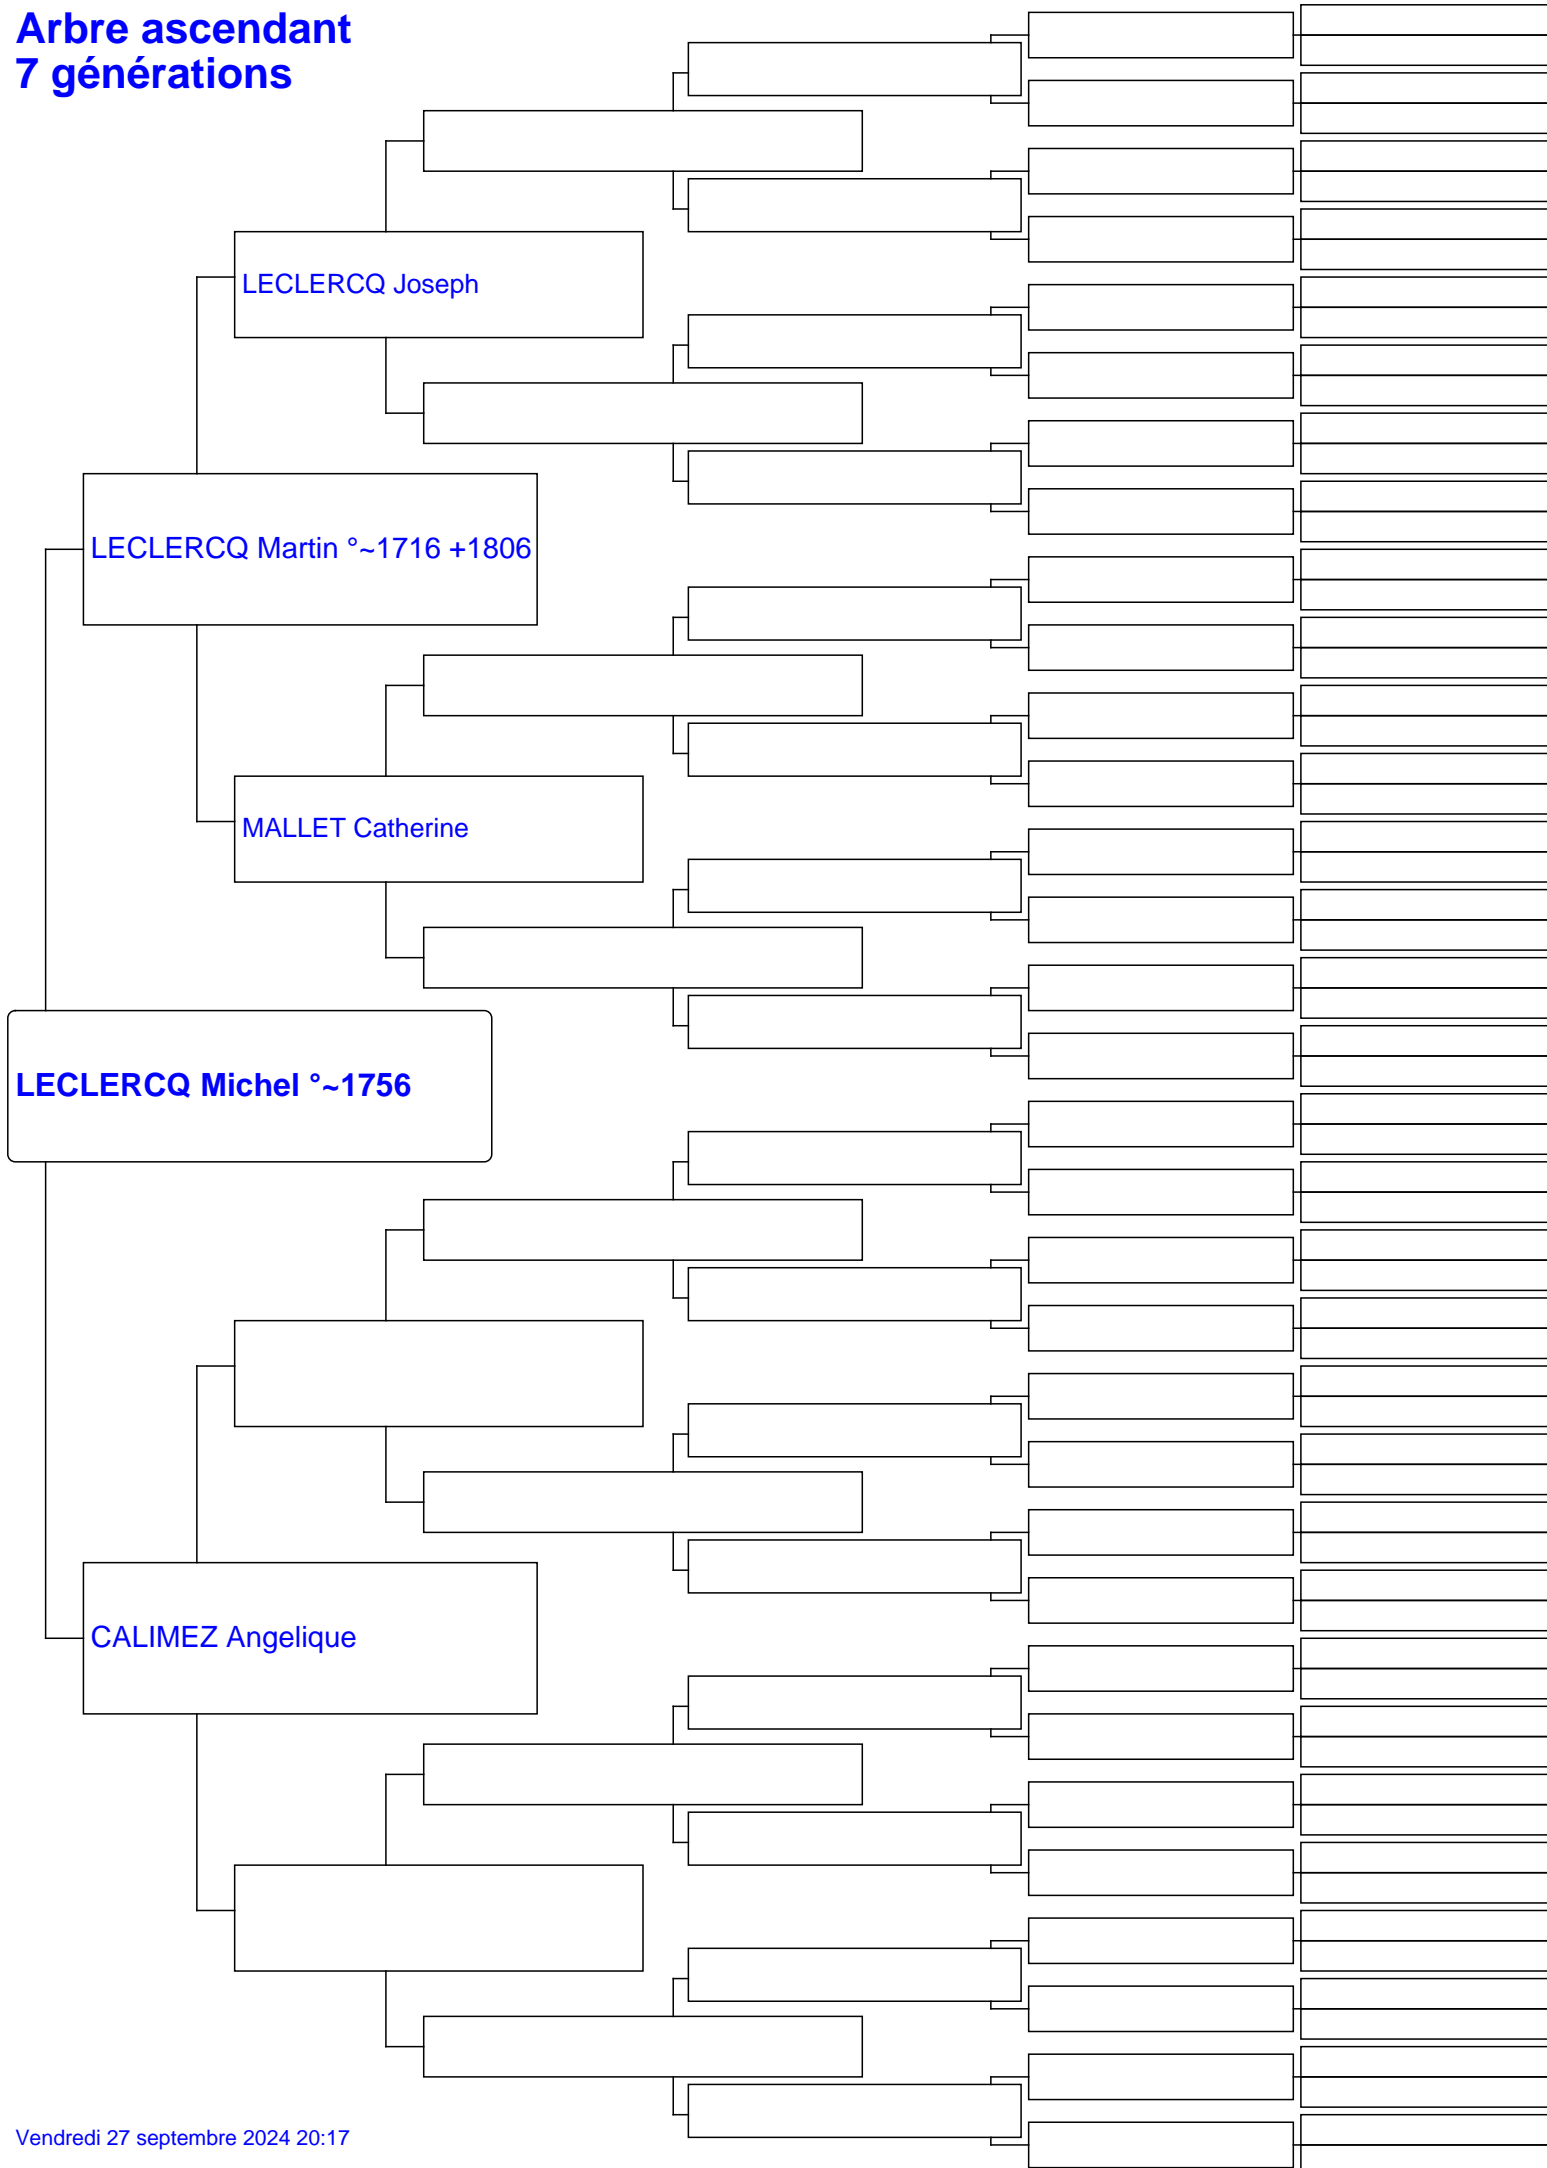 Arbre ascendant
7 générations
LECLERCQ Joseph
LECLERCQ Martin °~1716 +1806
MALLET Catherine
LECLERCQ Michel °~1756
CALIMEZ Angelique
Vendredi 27 septembre 2024 20:17